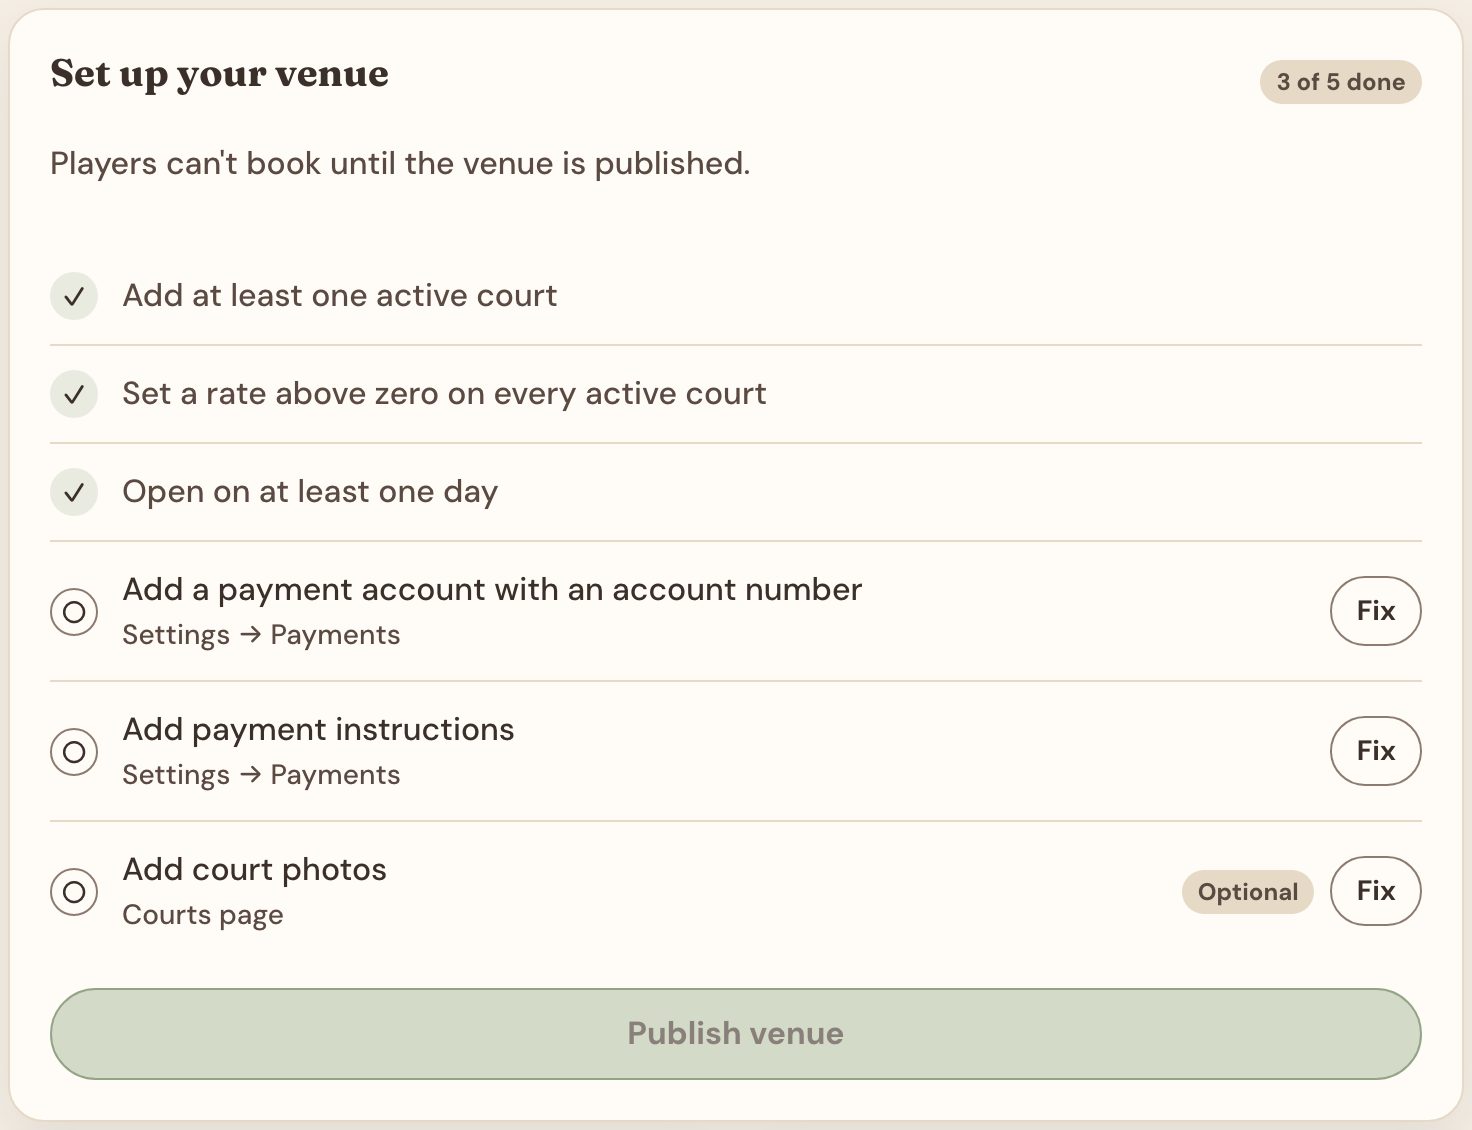 Set up your venue
3 of 5 done
Players can't book until the venue is published.
Add at least one active court
Set a rate above zero on every active court
Open on at least one day
Add a payment account with an account number
Settings → Payments
Fix
Add payment instructions
Settings → Payments
Fix
Add court photos
Courts page
Optional
Fix
Publish venue